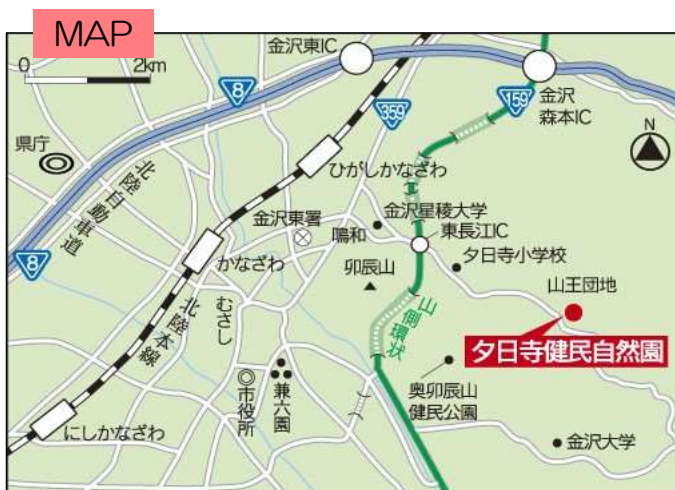 MAP
0 2km
金沢東IC
8
359
159
金沢
森本IC
N
県庁
北陸自動車道
ひがしかなざわ
金沢星稜大学
金沢東署
鳴和
東長江IC
夕日寺小学校
8
かなざわ
卯辰山
山王団地
むさし
北陸本線
山側環状
夕日寺健民自然園
市役所
兼六園
奥卯辰山
健民公園
にしかなざわ
金沢大学